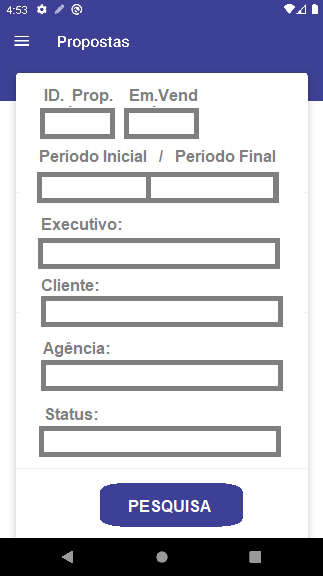 4:53
Propostas
ID. Prop. Em.Vend
Período Inicial / Período Final
Executivo:
Cliente:
Agência:
Status:
PESQUISA